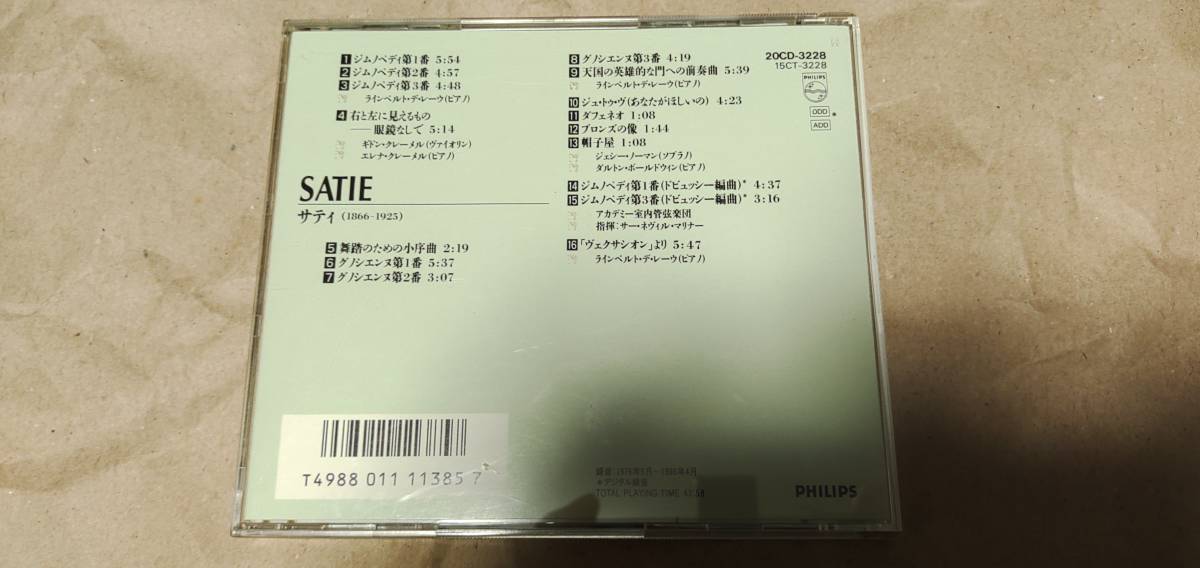 1 ジムノペディ第1番 5:54
2 ジムノペディ第2番 4:57
3 ジムノペディ第3番 4:48
ラインベルト・デ・レーウ(ピアノ)
4 右と左に見えるもの
——眼鏡なしで 5:14
ギドン・クレーメル(ヴァイオリン)
エレナ・クレーメル(ピアノ)
SATIE
サティ (1866-1925)
5 舞踏のための小序曲 2:19
6 グノシエンヌ第1番 5:37
7 グノシエンヌ第2番 3:07
8 グノシエンヌ第3番 4:19
9 天国の英雄的な門への前奏曲 5:39
ラインベルト・デ・レーウ(ピアノ)
10 ジュ・トゥ・ヴ(あなたがほしいの) 4:23
11 ダフェネオ 1:08
12 ブロンズの像 1:44
13 帽子屋 1:08
ジェシー・ノーマン(ソプラノ)
ダルトン・ボールドウィン(ピアノ)
14 ジムノペディ第1番(ドビュッシー編曲)* 4:37
15 ジムノペディ第3番(ドビュッシー編曲)* 3:16
アカデミー室内管弦楽団
指揮:サー・ネヴィル・マリナー
16 「ヴェクサシオン」より 5:47
ラインベルト・デ・レーウ(ピアノ)
20CD-3228
15CT-3228
PHILIPS
DDD *
ADD
T4988 011 11385 7
*デジタル録音
TOTAL PLAYING TIME
PHILIPS